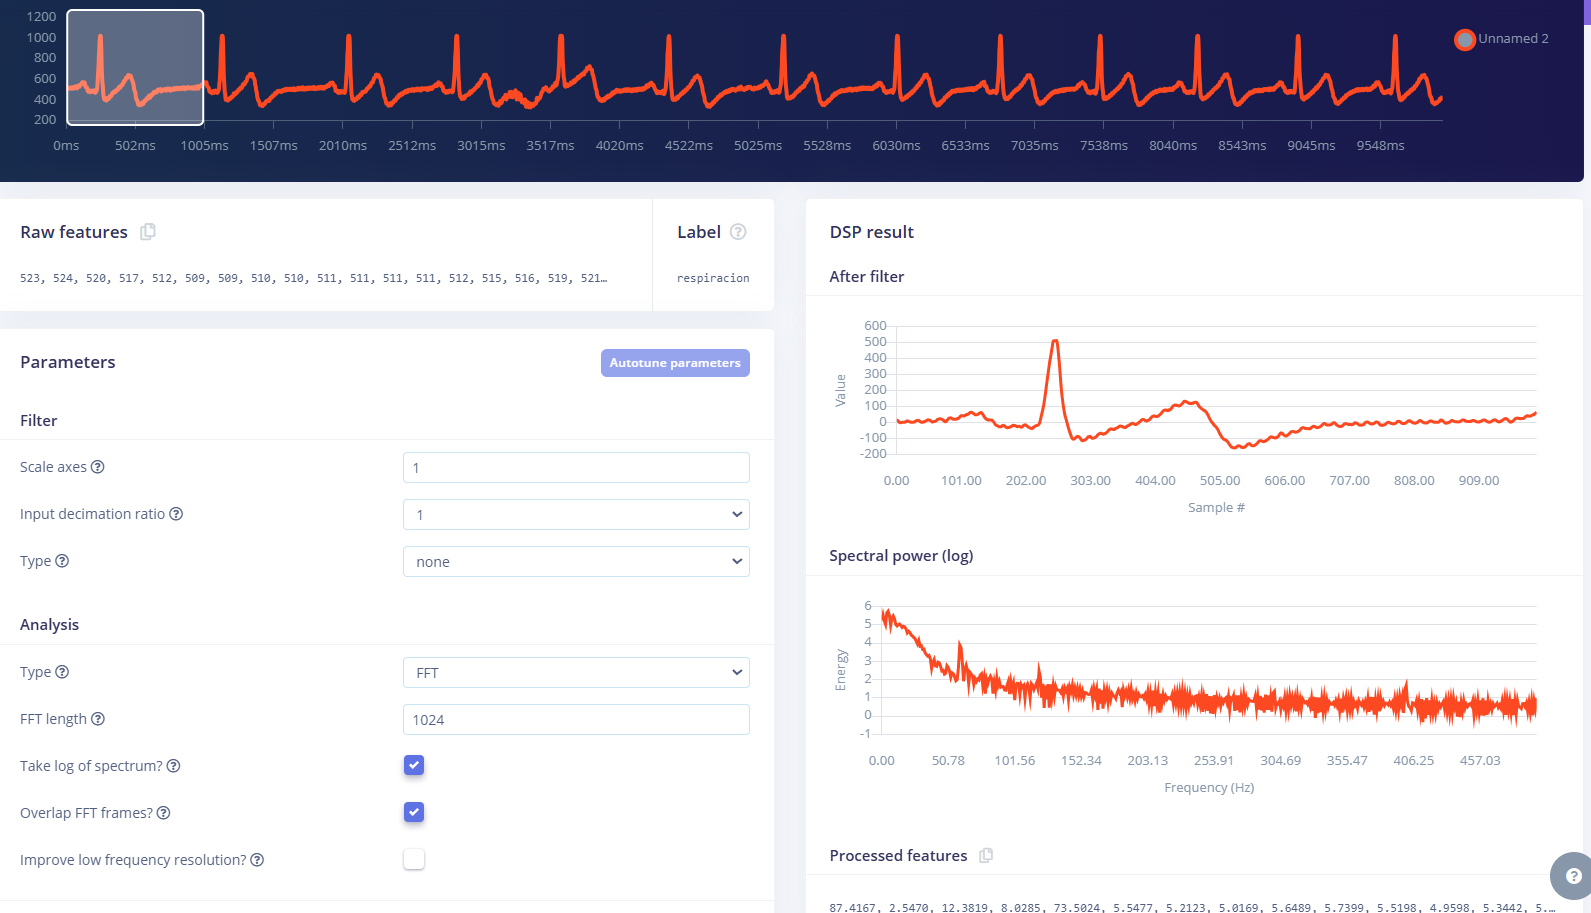 1200
1000
800
600
400
200
0ms 502ms 1005ms 1507ms 2010ms 2512ms 3015ms 3517ms 4020ms 4522ms 5025ms 5528ms 6030ms 6533ms 7035ms 7538ms 8040ms 8543ms 9045ms 9548ms
Unnamed 2
Raw features
523, 524, 520, 517, 512, 509, 509, 510, 510, 511, 511, 511, 511, 512, 515, 516, 519, 521…
Label ?
respiracion
Parameters
Autotune parameters
Filter
Scale axes ? 1
Input decimation ratio ? 1
Type ? none
Analysis
Type ? FFT
FFT length ? 1024
Take log of spectrum? ?
Overlap FFT frames? ?
Improve low frequency resolution? ?
DSP result
After filter
600
500
400
300
200
100
0
-100
-200
Value
0.00 101.00 202.00 303.00 404.00 505.00 606.00 707.00 808.00 909.00
Sample #
Spectral power (log)
6
5
4
3
2
1
0
-1
Energy
0.00 50.78 101.56 152.34 203.13 253.91 304.69 355.47 406.25 457.03
Frequency (Hz)
Processed features
87.4167, 2.5470, 12.3819, 8.0285, 73.5024, 5.5477, 5.2123, 5.0169, 5.6489, 5.7399, 5.5198, 4.9598, 5.3442, 5.…
?